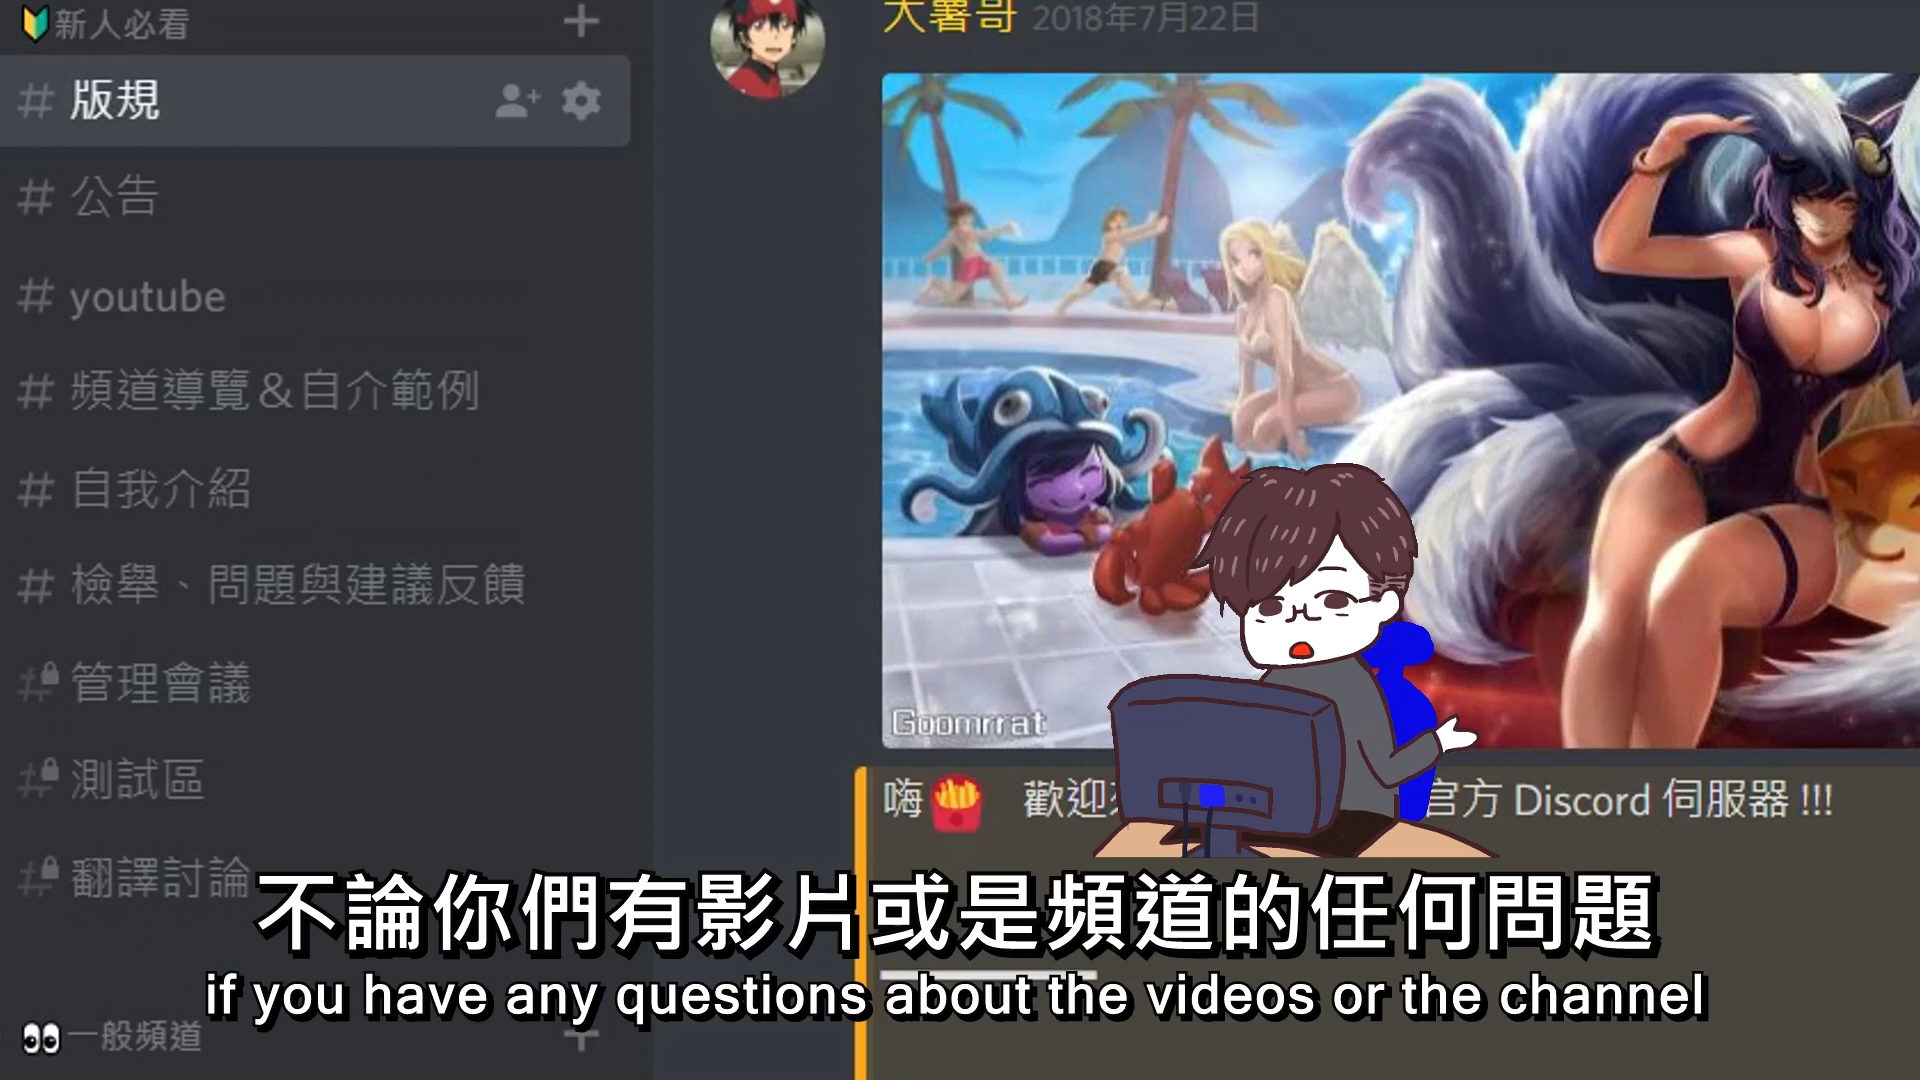 新人必看
# 版規
# 公告
# youtube
# 頻道導覽&自介範例
# 自我介紹
# 檢舉、問題與建議反饋
# 管理會議
# 測試區
# 翻譯討論
一般頻道
大薯哥 2018年7月22日
Goomrrat
嗨 歡迎 官方 Discord 伺服器 !!!
不論你們有影片或是頻道的任何問題
if you have any questions about the videos or the channel